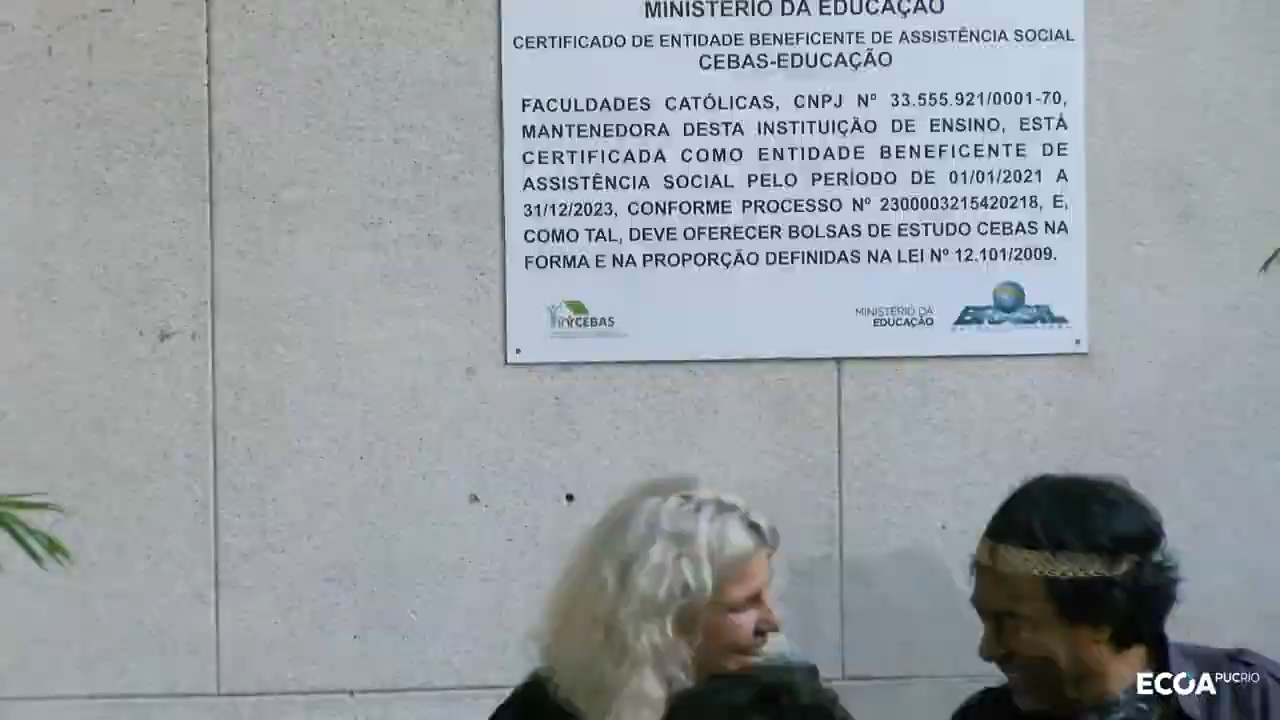 MINISTÉRIO DA EDUCAÇÃO
CERTIFICADO DE ENTIDADE BENEFICENTE DE ASSISTÊNCIA SOCIAL
CEBAS-EDUCAÇÃO
FACULDADES CATÓLICAS, CNPJ Nº 33.555.921/0001-70,
MANTENEDORA DESTA INSTITUIÇÃO DE ENSINO, ESTÁ
CERTIFICADA COMO ENTIDADE BENEFICENTE DE
ASSISTÊNCIA SOCIAL PELO PERÍODO DE 01/01/2021 A
31/12/2023, CONFORME PROCESSO Nº 2300003215420218, E,
COMO TAL, DEVE OFERECER BOLSAS DE ESTUDO CEBAS NA
FORMA E NA PROPORÇÃO DEFINIDAS NA LEI Nº 12.101/2009.
CEBAS
MINISTÉRIO DA
EDUCAÇÃO
ECOA PUCRIO